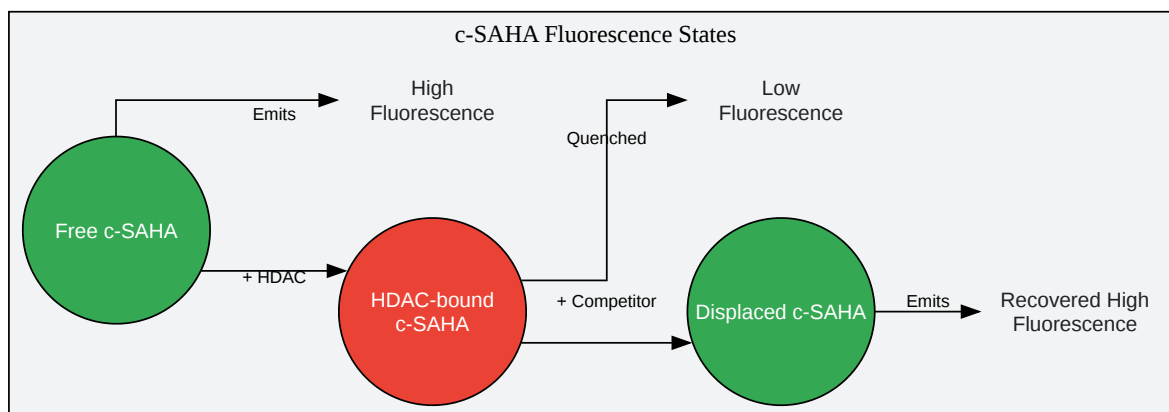 c-SAHA Fluorescence States
High
Fluorescence
Low
Fluorescence
Emits
Quenched
Free c-SAHA
+ HDAC
HDAC-bound
c-SAHA
+ Competitor
Displaced c-SAHA
Emits
Recovered High
Fluorescence